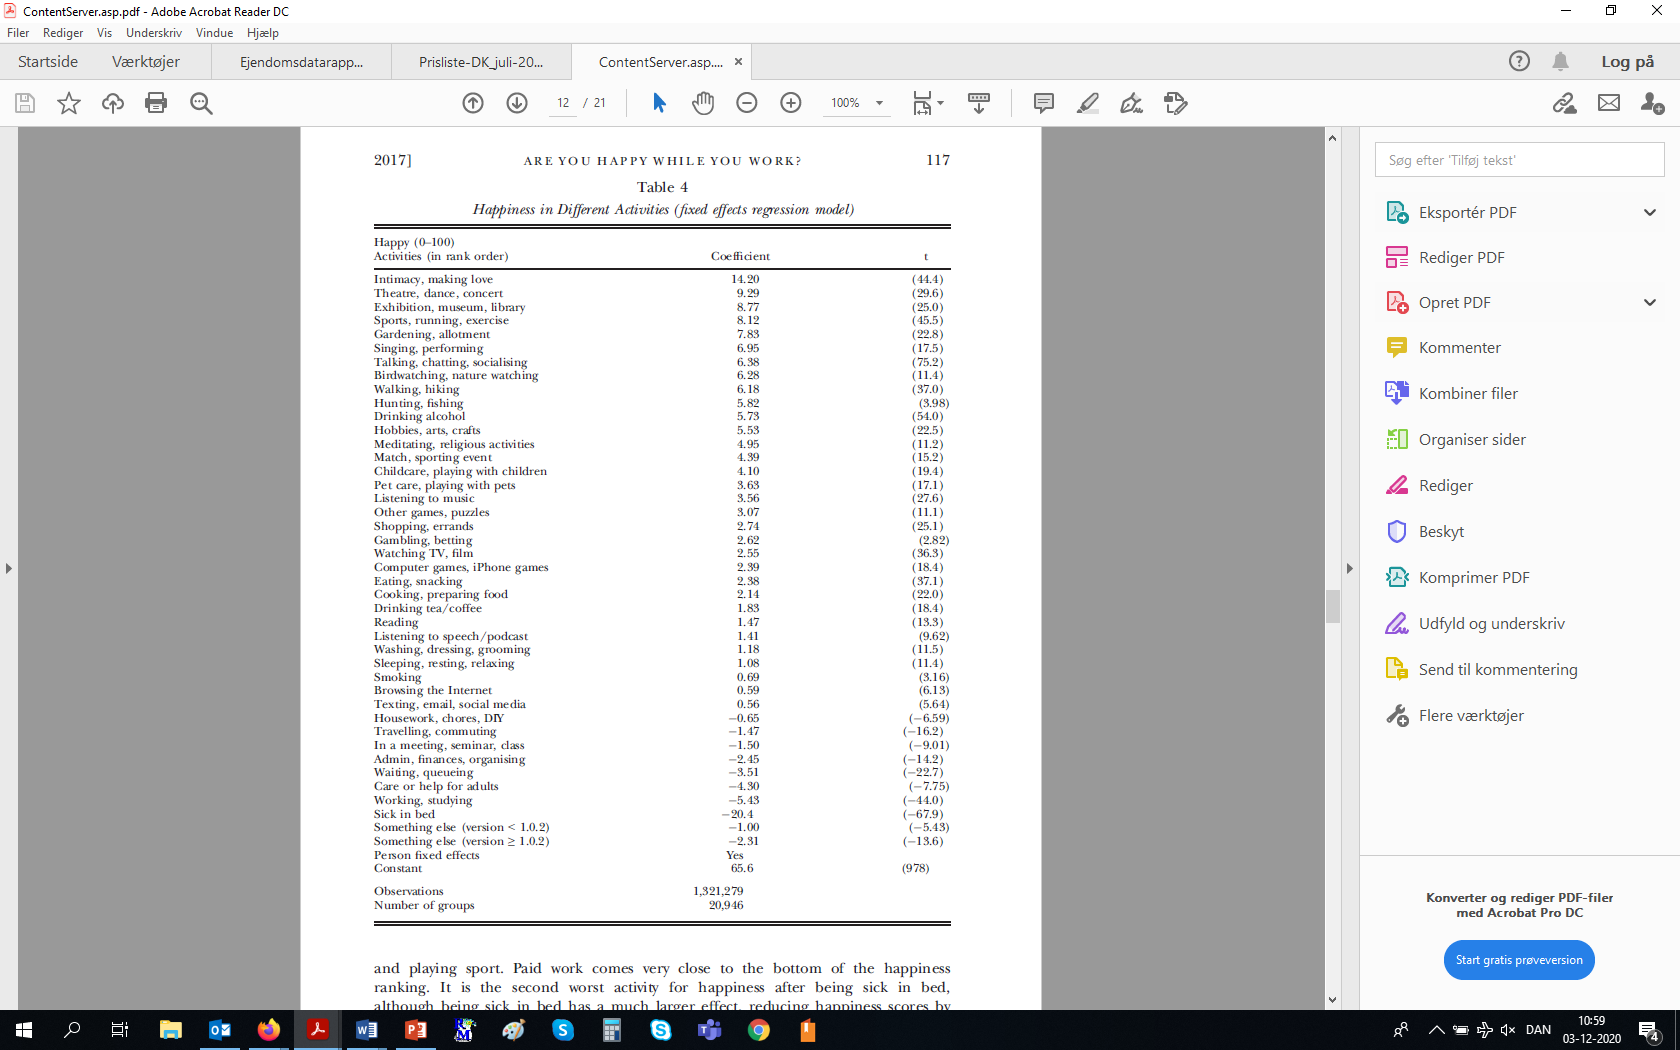 ContentServer.asp.pdf - Adobe Acrobat Reader DC
Filer Rediger Vis Underskriv Vindue Hjælp
Startside Værktøjer Ejendomsdatarapp... Prisliste-DK_juli-20... ContentServer.asp.... × Log på
12 / 21 100%
2017] ARE YOU HAPPY WHILE YOU WORK? 117
Table 4
Happiness in Different Activities (fixed effects regression model)
Happy (0–100)
Activities (in rank order) Coefficient t
Intimacy, making love 14.20 (44.4)
Theatre, dance, concert 9.29 (29.6)
Exhibition, museum, library 8.77 (25.0)
Sports, running, exercise 8.12 (45.5)
Gardening, allotment 7.83 (22.8)
Singing, performing 6.95 (17.5)
Talking, chatting, socialising 6.38 (75.2)
Birdwatching, nature watching 6.28 (11.4)
Walking, hiking 6.18 (37.0)
Hunting, fishing 5.82 (3.98)
Drinking alcohol 5.73 (54.0)
Hobbies, arts, crafts 5.53 (22.5)
Meditating, religious activities 4.95 (11.2)
Match, sporting event 4.39 (15.2)
Childcare, playing with children 4.10 (19.4)
Pet care, playing with pets 3.63 (17.1)
Listening to music 3.56 (27.6)
Other games, puzzles 3.07 (11.1)
Shopping, errands 2.74 (25.1)
Gambling, betting 2.62 (2.82)
Watching TV, film 2.55 (36.3)
Computer games, iPhone games 2.39 (18.4)
Eating, snacking 2.38 (37.1)
Cooking, preparing food 2.14 (22.0)
Drinking tea/coffee 1.83 (18.4)
Reading 1.47 (13.3)
Listening to speech/podcast 1.41 (9.62)
Washing, dressing, grooming 1.18 (11.5)
Sleeping, resting, relaxing 1.08 (11.4)
Smoking 0.69 (3.16)
Browsing the Internet 0.59 (6.13)
Texting, email, social media 0.56 (5.64)
Housework, chores, DIY −0.65 (−6.59)
Travelling, commuting −1.47 (−16.2)
In a meeting, seminar, class −1.50 (−9.01)
Admin, finances, organising −2.45 (−14.2)
Waiting, queueing −3.51 (−22.7)
Care or help for adults −4.30 (−7.75)
Working, studying −5.43 (−44.0)
Sick in bed −20.4 (−67.9)
Something else (version < 1.0.2) −1.00 (−5.43)
Something else (version ≥ 1.0.2) −2.31 (−13.6)
Person fixed effects Yes
Constant 65.6 (978)
Observations 1,321,279
Number of groups 20,946
and playing sport. Paid work comes very close to the bottom of the happiness
ranking. It is the second worst activity for happiness after being sick in bed,
although being sick in bed has a much larger effect, reducing happiness scores by
Søg efter 'Tilføj tekst'
Eksportér PDF
Rediger PDF
Opret PDF
Kommenter
Kombiner filer
Organiser sider
Rediger
Beskyt
Komprimer PDF
Udfyld og underskriv
Send til kommentering
Flere værktøjer
Konverter og rediger PDF-filer
med Acrobat Pro DC
Start gratis prøveversion
DAN
10:59
03-12-2020
4